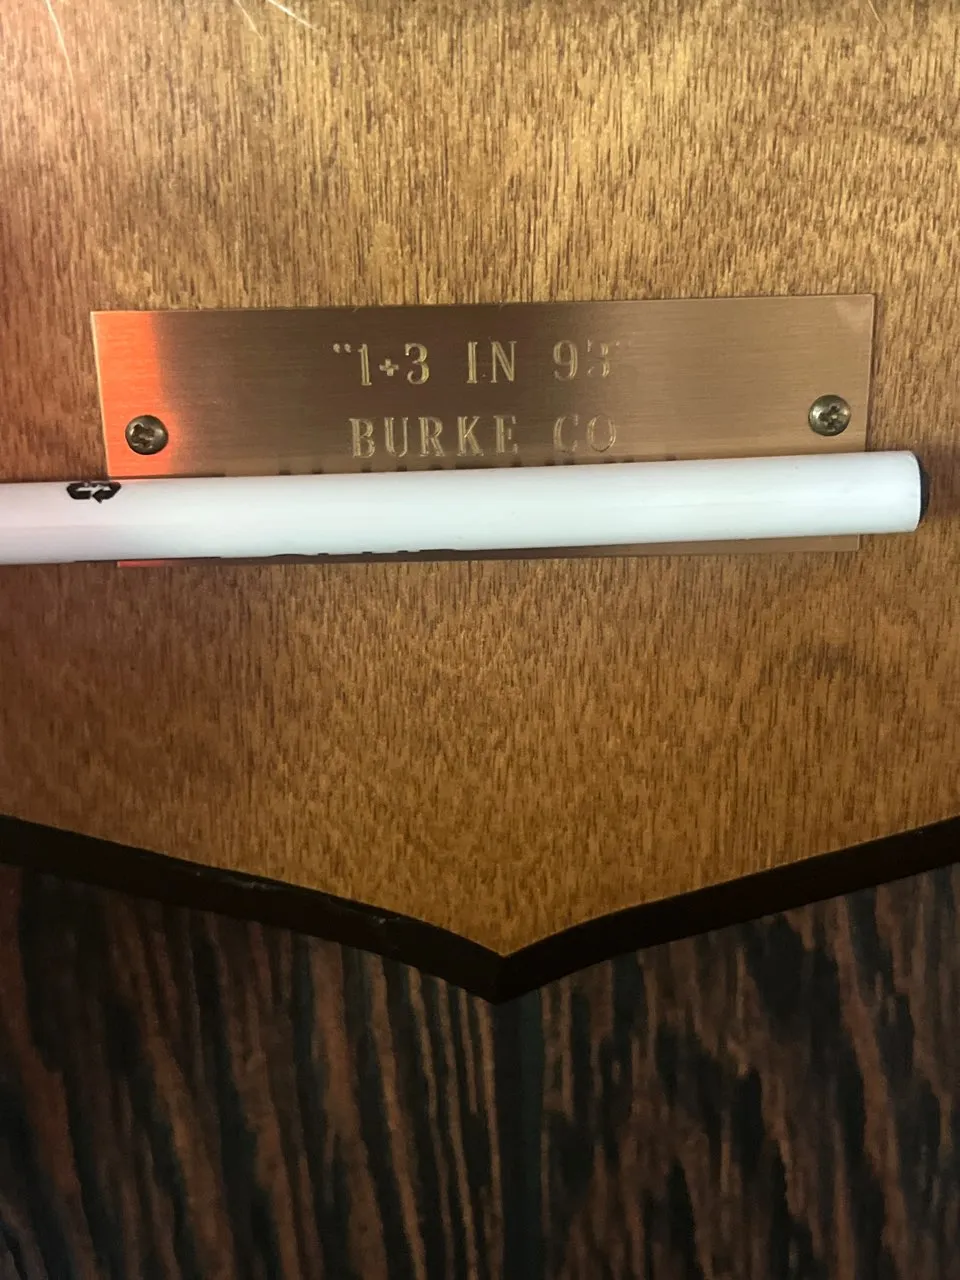 "1+3 IN 93"
BURKE CO